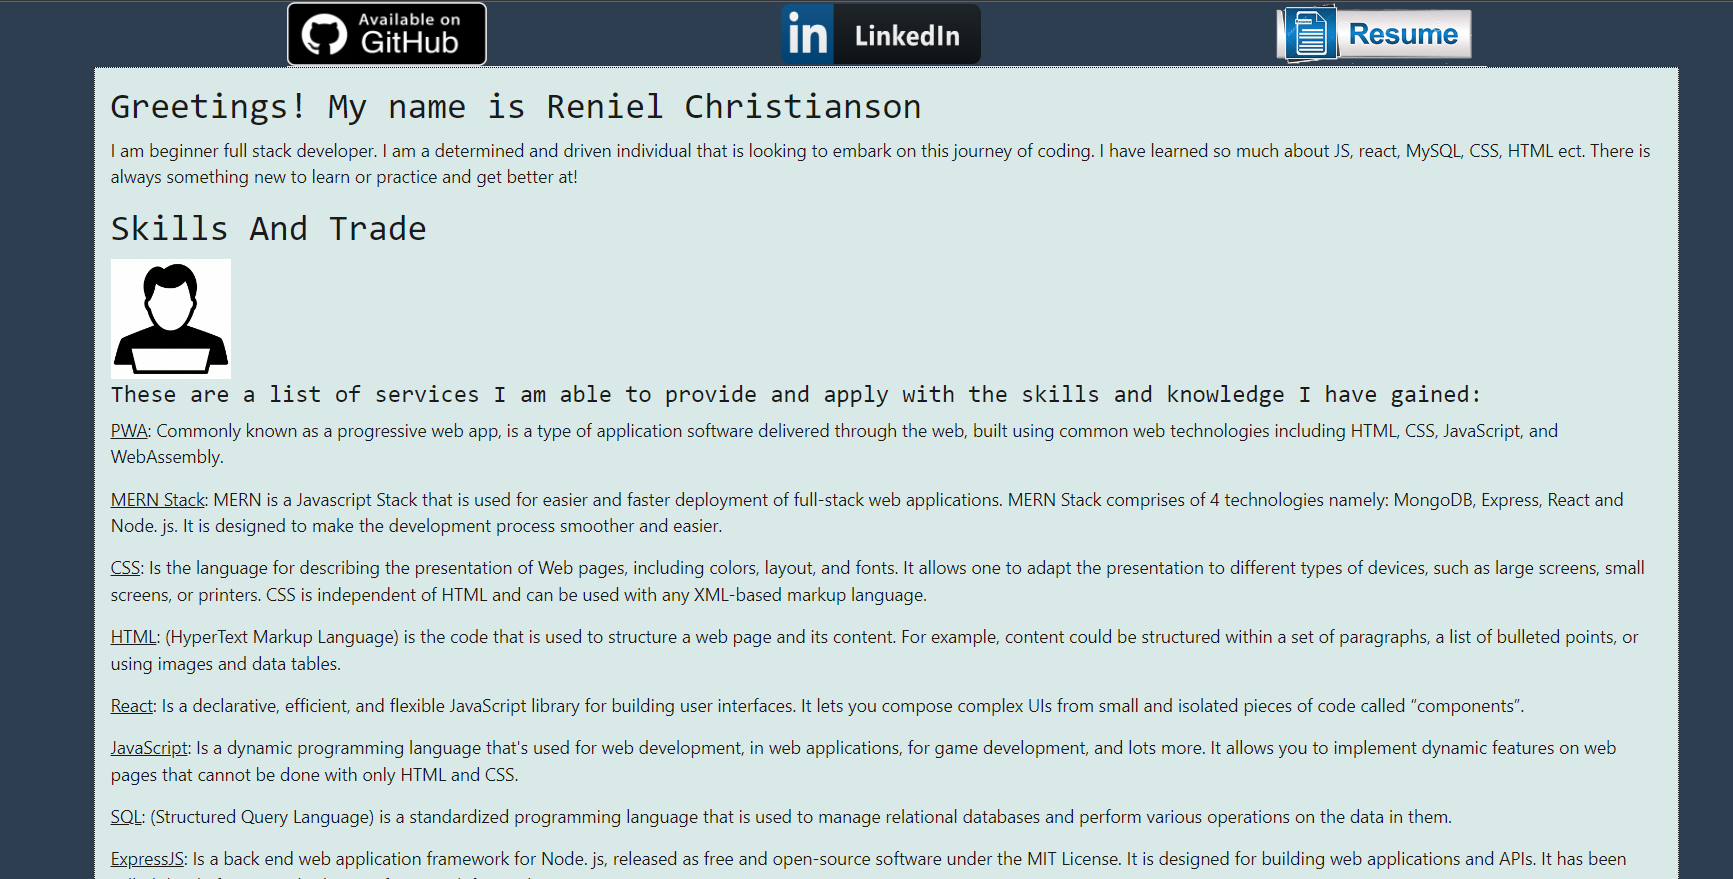 Available on
GitHub
in LinkedIn
Resume
Resume
Greetings! My name is Reniel Christianson
I am beginner full stack developer. I am a determined and driven individual that is looking to embark on this journey of coding. I have learned so much about JS, react, MySQL, CSS, HTML ect. There is
always something new to learn or practice and get better at!
Skills And Trade
These are a list of services I am able to provide and apply with the skills and knowledge I have gained:
PWA: Commonly known as a progressive web app, is a type of application software delivered through the web, built using common web technologies including HTML, CSS, JavaScript, and
WebAssembly.
MERN Stack: MERN is a Javascript Stack that is used for easier and faster deployment of full-stack web applications. MERN Stack comprises of 4 technologies namely: MongoDB, Express, React and
Node. js. It is designed to make the development process smoother and easier.
CSS: Is the language for describing the presentation of Web pages, including colors, layout, and fonts. It allows one to adapt the presentation to different types of devices, such as large screens, small
screens, or printers. CSS is independent of HTML and can be used with any XML-based markup language.
HTML: (HyperText Markup Language) is the code that is used to structure a web page and its content. For example, content could be structured within a set of paragraphs, a list of bulleted points, or
using images and data tables.
React: Is a declarative, efficient, and flexible JavaScript library for building user interfaces. It lets you compose complex UIs from small and isolated pieces of code called “components”.
JavaScript: Is a dynamic programming language that's used for web development, in web applications, for game development, and lots more. It allows you to implement dynamic features on web
pages that cannot be done with only HTML and CSS.
SQL: (Structured Query Language) is a standardized programming language that is used to manage relational databases and perform various operations on the data in them.
ExpressJS: Is a back end web application framework for Node. js, released as free and open-source software under the MIT License. It is designed for building web applications and APIs. It has been